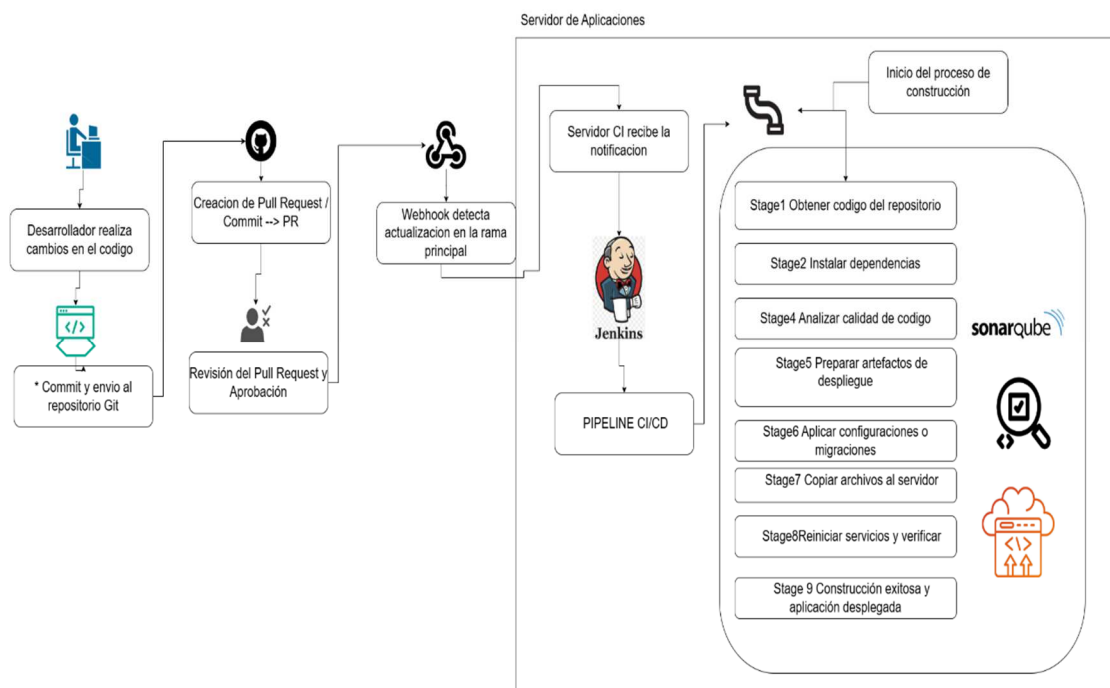 Servidor de Aplicaciones
Inicio del proceso de
construcción
Servidor CI recibe la
notificacion
Creacion de Pull Request /
Commit --> PR
Webhook detecta
actualizacion en la rama
principal
Desarrollador realiza
cambios en el codigo
Jenkins
Revisión del Pull Request y
Aprobación
* Commit y envio al
repositorio Git
PIPELINE CI/CD
Stage1 Obtener codigo del repositorio
Stage2 Instalar dependencias
Stage4 Analizar calidad de codigo
sonarqube
Stage5 Preparar artefactos de
despliegue
Stage6 Aplicar configuraciones o
migraciones
Stage7 Copiar archivos al servidor
Stage8Reiniciar servicios y verificar
Stage 9 Construcción exitosa y
aplicación desplegada